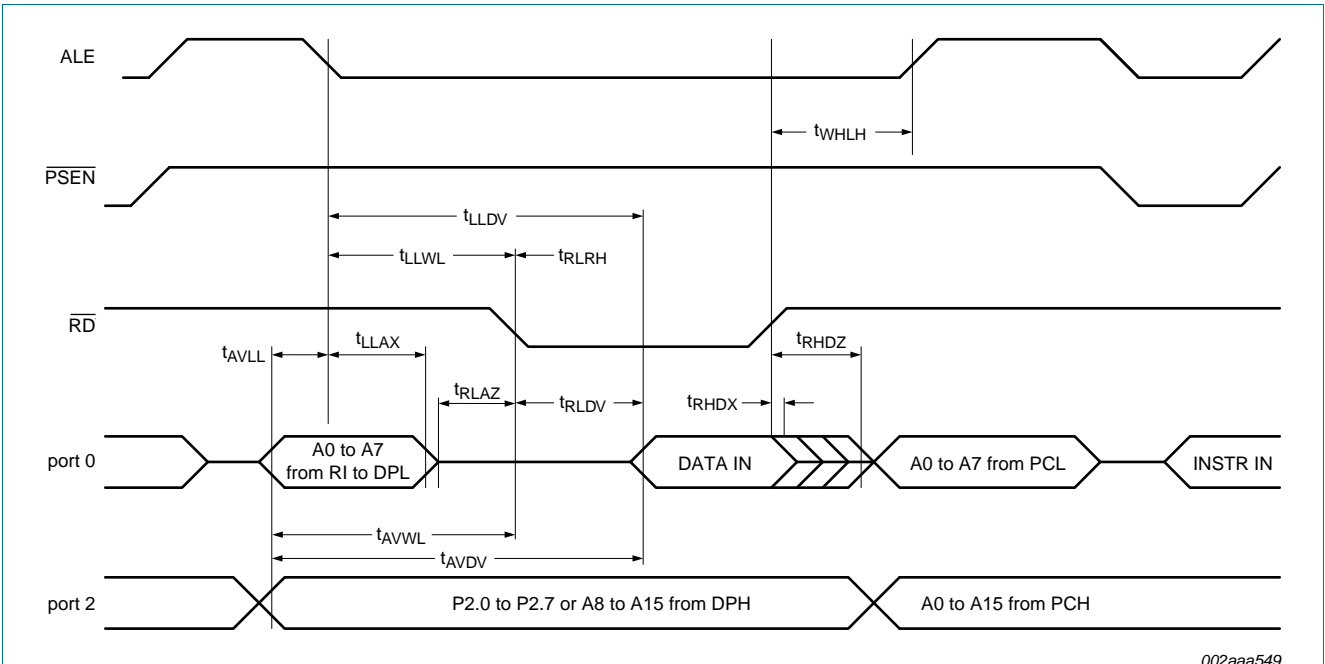 ALE
tWHLH
PSEN
tLLDV
tLLWL
tRLRH
RD
tAVLL
tLLAX
tRHDZ
tRLAZ
tRLDV
tRHDX
port 0
A0 to A7
from RI to DPL
DATA IN
A0 to A7 from PCL
INSTR IN
tAVWL
tAVDV
port 2
P2.0 to P2.7 or A8 to A15 from DPH
A0 to A15 from PCH
002aaa549